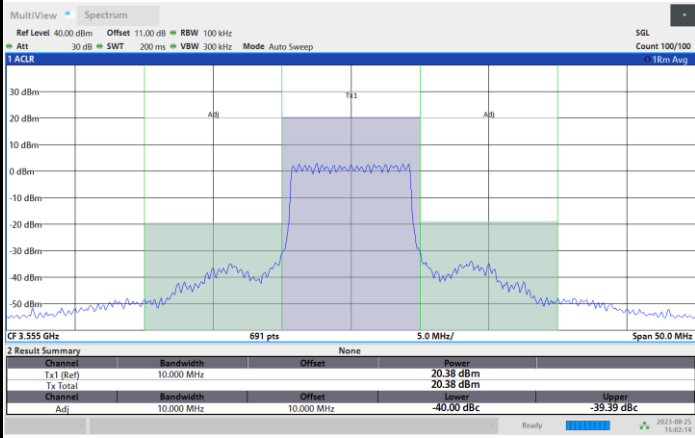 MultiView Spectrum
Ref Level 40.00 dBm Offset 11.00 dB RBW 100 kHz SGL
Att 30 dB SWT 200 ms VBW 300 kHz Mode Auto Sweep Count 100/100
1 ACLR 1Rm Avg
30 dBm
Tx1
20 dBm
Adj Adj
10 dBm
0 dBm
-10 dBm
-20 dBm
-30 dBm
-40 dBm
-50 dBm
CF 3.555 GHz 691 pts 5.0 MHz/ Span 50.0 MHz
2 Result Summary None
Channel Bandwidth Offset Power
Tx1 (Ref) 10.000 MHz 20.38 dBm
Tx Total 20.38 dBm
Channel Bandwidth Offset Lower Upper
Adj 10.000 MHz 10.000 MHz -40.00 dBc -39.39 dBc
Ready 2023-08-25
15:02:14